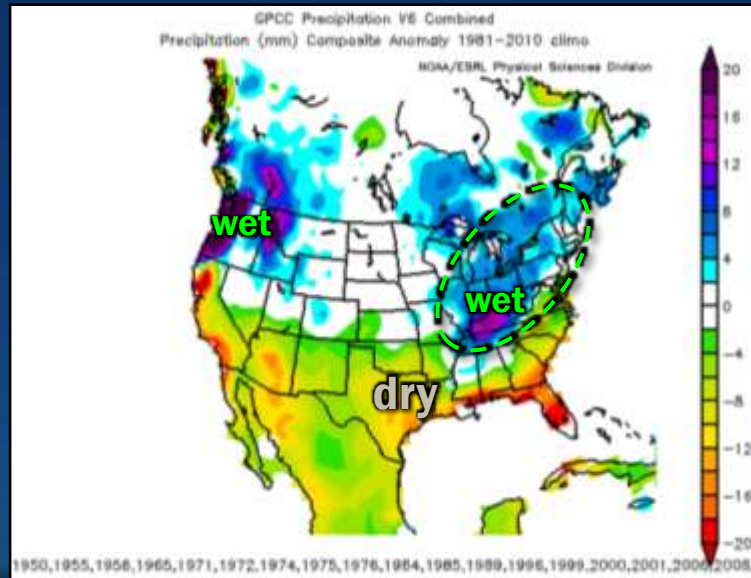 GPCC Precipitation V6 Combined
Precipitation (mm) Composite Anomaly 1981-2010 climo
NOAA/ESRL Physical Sciences Division
20
16
12
8
4
0
-4
-8
-12
-16
-20
wet
wet
dry
1950,1955,1956,1965,1971,1972,1974,1975,1976,1984,1985,1989,1996,1999,2000,2001,2006,2008